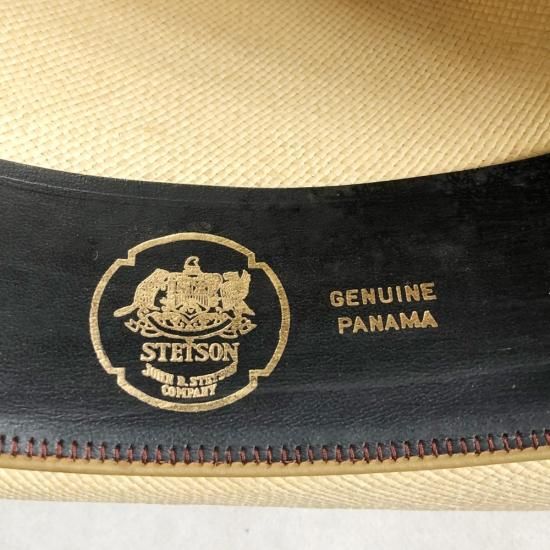 STETSON
JOHN B. STETSON
COMPANY
GENUINE
PANAMA